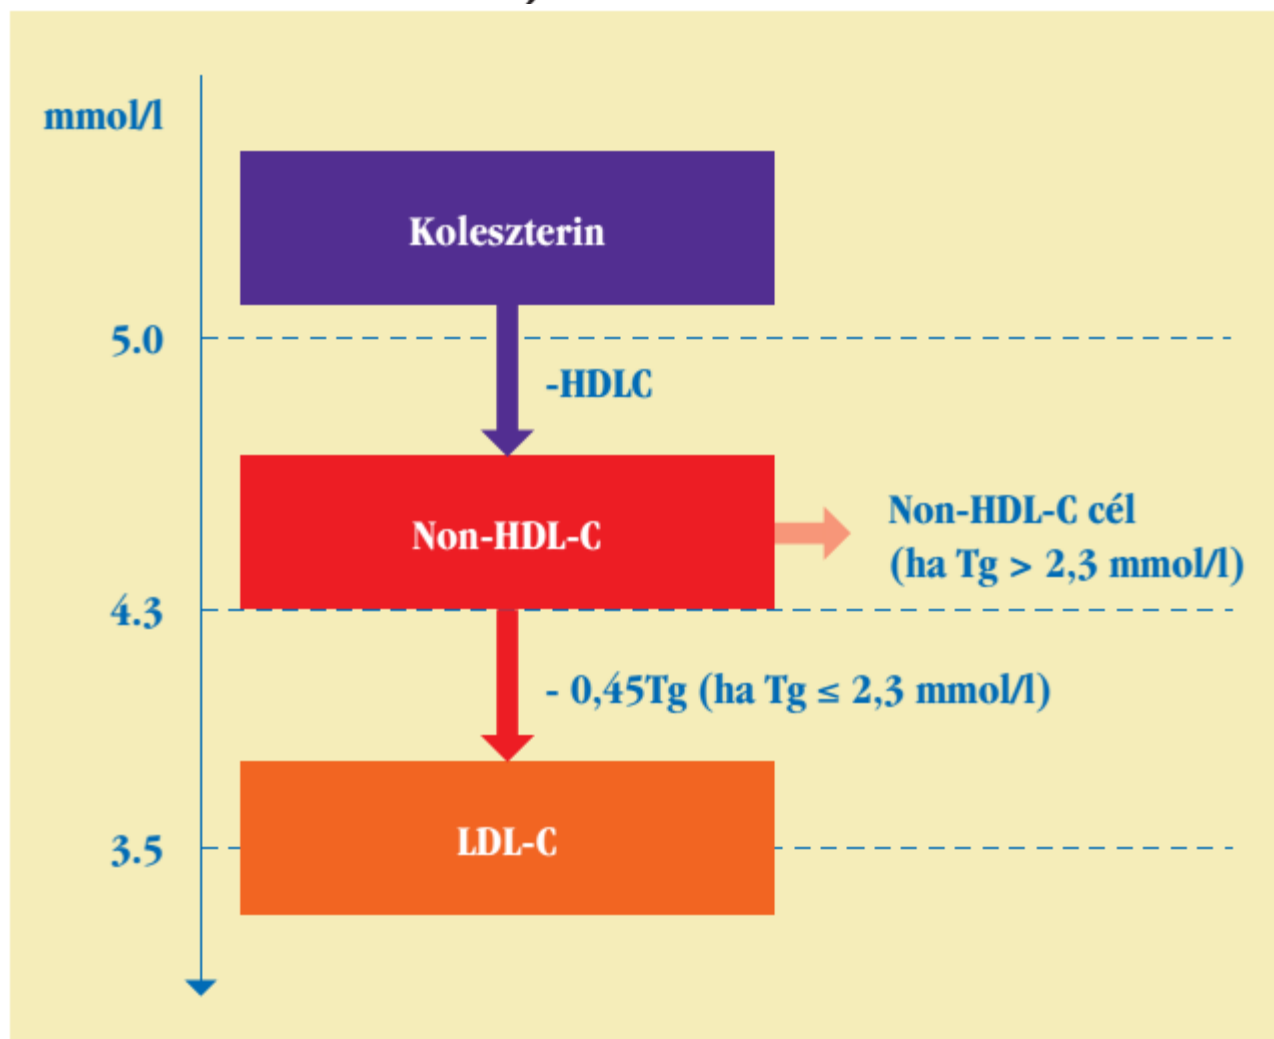 mmol/l
Koleszterin
5.0
-HDLC
Non-HDL-C
Non-HDL-C cél
(ha Tg > 2,3 mmol/l)
4.3
- 0,45Tg (ha Tg ≤ 2,3 mmol/l)
LDL-C
3.5